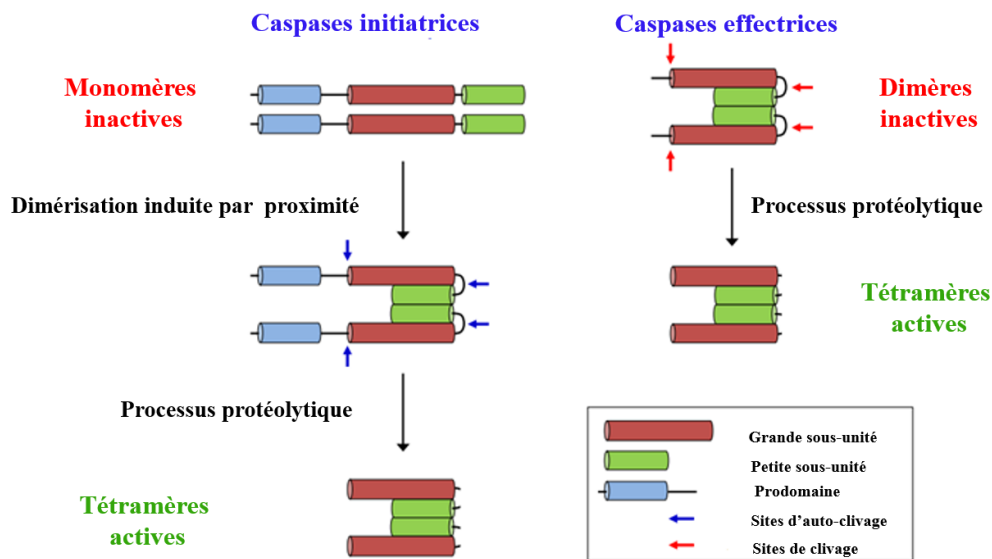 Caspases initiatrices
Caspases effectrices
Monomères
inactives
Dimères
inactives
Dimérisation induite par proximité
Processus protéolytique
Tétramères
actives
Processus protéolytique
Tétramères
actives
Grande sous-unité
Petite sous-unité
Prodomaine
Sites d'auto-clivage
Sites de clivage